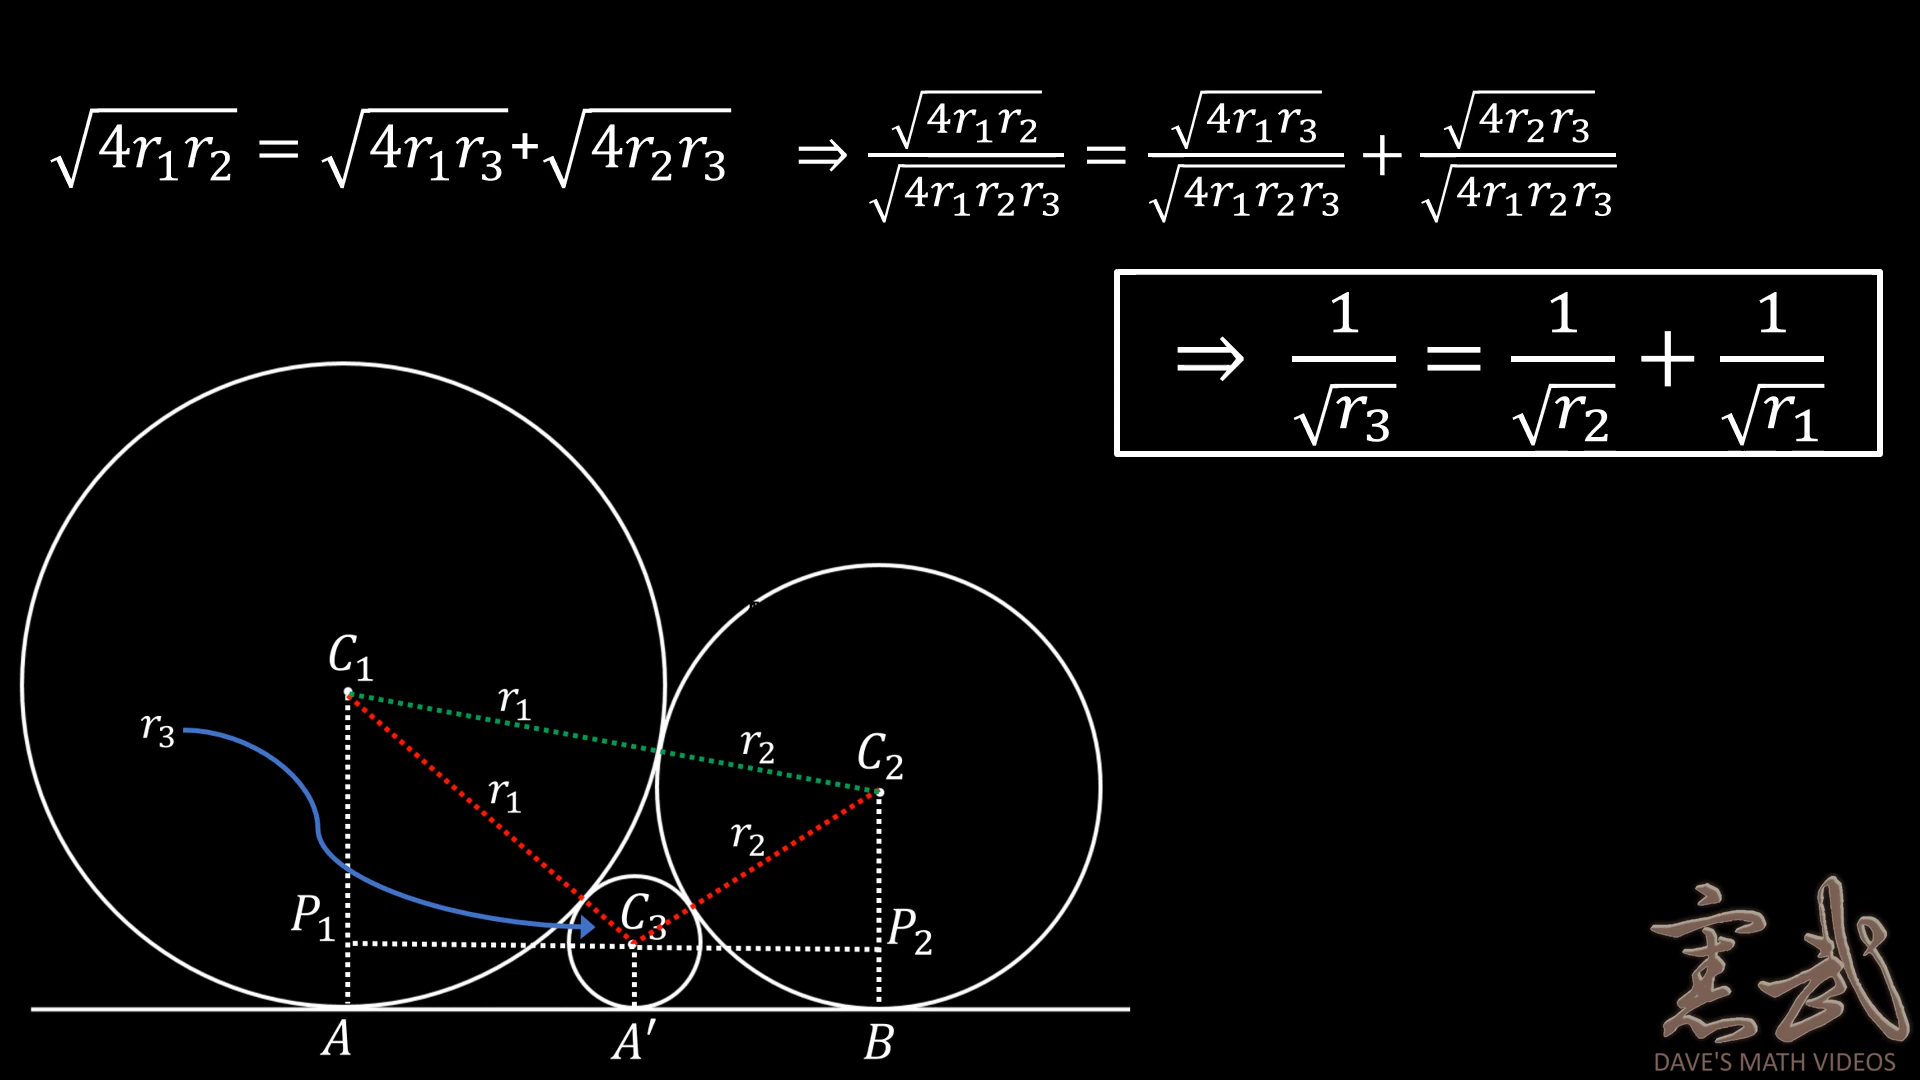 √(4r₁r₂) = √(4r₁r₃)+√(4r₂r₃) ⇒ √(4r₁r₂)/√(4r₁r₂r₃) = √(4r₁r₃)/√(4r₁r₂r₃) + √(4r₂r₃)/√(4r₁r₂r₃)
⇒ 1/√r₃ = 1/√r₂ + 1/√r₁
C₁
r₁
r₃
r₂
C₂
r₁
r₂
P₁
C₃
P₂
A
A′
B
DAVE'S MATH VIDEOS